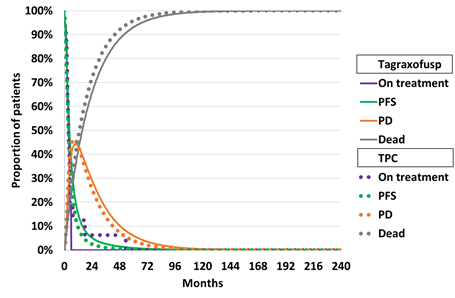 100%
90%
80%
70%
60%
50%
40%
30%
20%
10%
0%
Proportion of patients
0 24 48 72 96 120 144 168 192 216 240
Months
Tagraxofusp
On treatment
PFS
PD
Dead
TPC
On treatment
PFS
PD
Dead